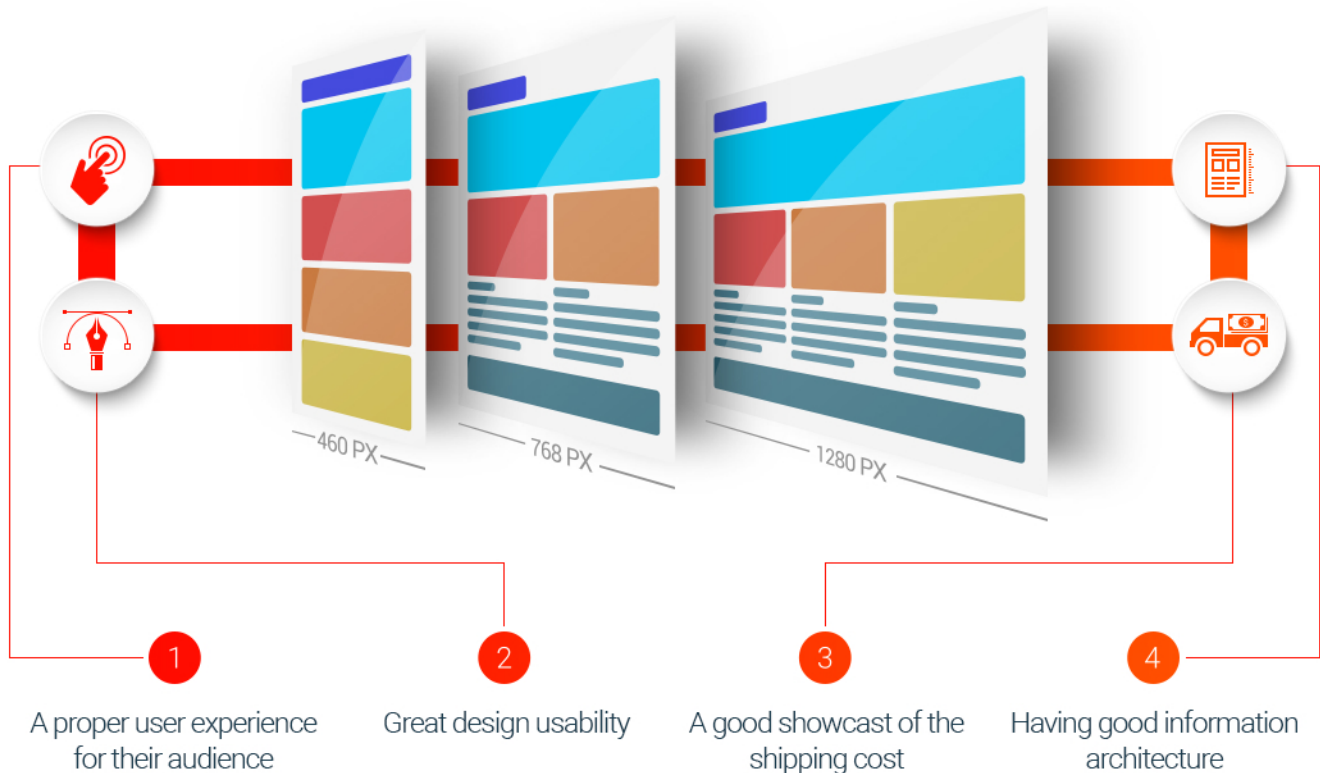 460 PX
768 PX
1280 PX
1
2
3
4
A proper user experience
for their audience
Great design usability
A good showcast of the
shipping cost
Having good information
architecture
$